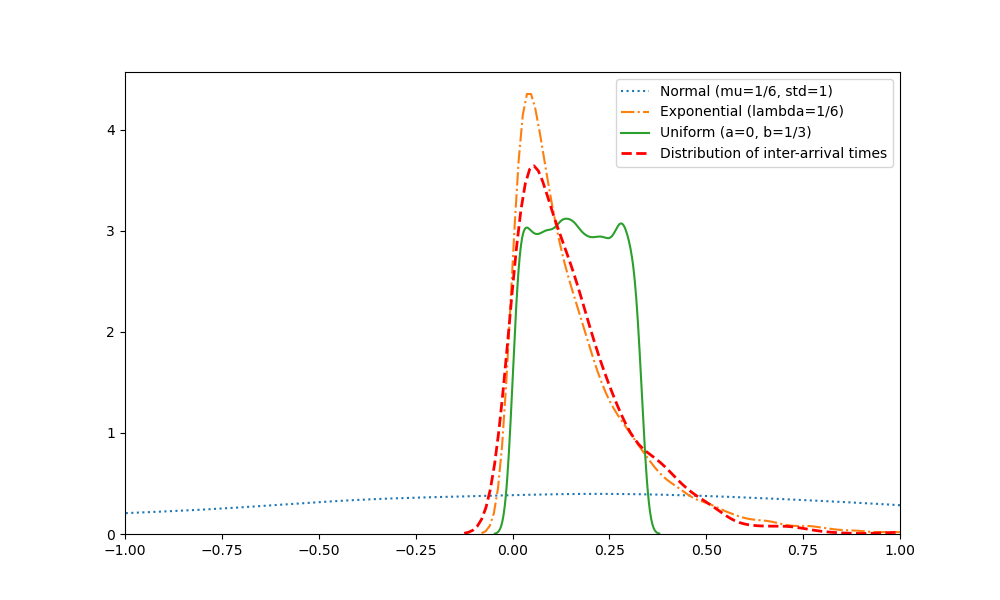 Normal (mu=1/6, std=1)
Exponential (lambda=1/6)
Uniform (a=0, b=1/3)
Distribution of inter-arrival times
4
3
2
1
0
−1.00 −0.75 −0.50 −0.25 0.00 0.25 0.50 0.75 1.00